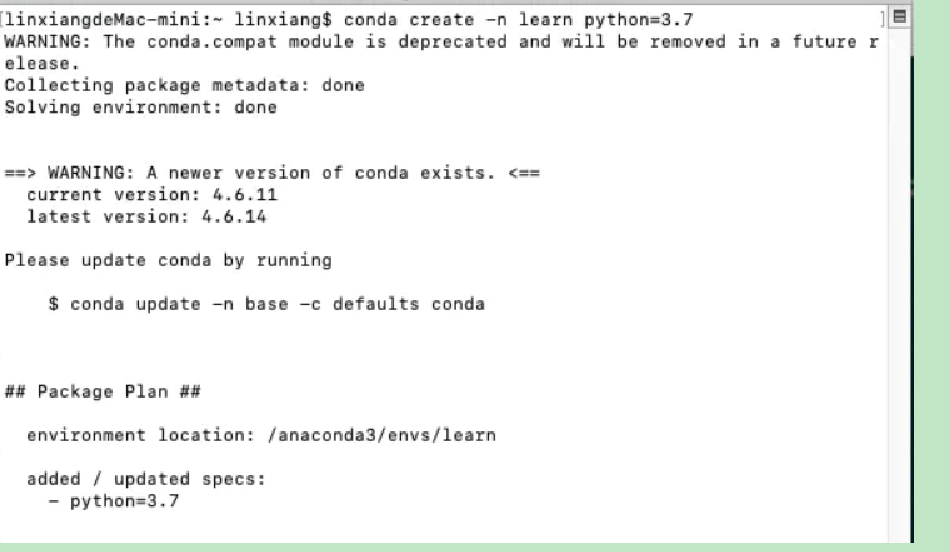 [linxiangdeMac-mini:~ linxiang$ conda create -n learn python=3.7 ]
WARNING: The conda.compat module is deprecated and will be removed in a future r
elease.
Collecting package metadata: done
Solving environment: done
==> WARNING: A newer version of conda exists. <==
current version: 4.6.11
latest version: 4.6.14
Please update conda by running
$ conda update -n base -c defaults conda
## Package Plan ##
environment location: /anaconda3/envs/learn
added / updated specs:
- python=3.7